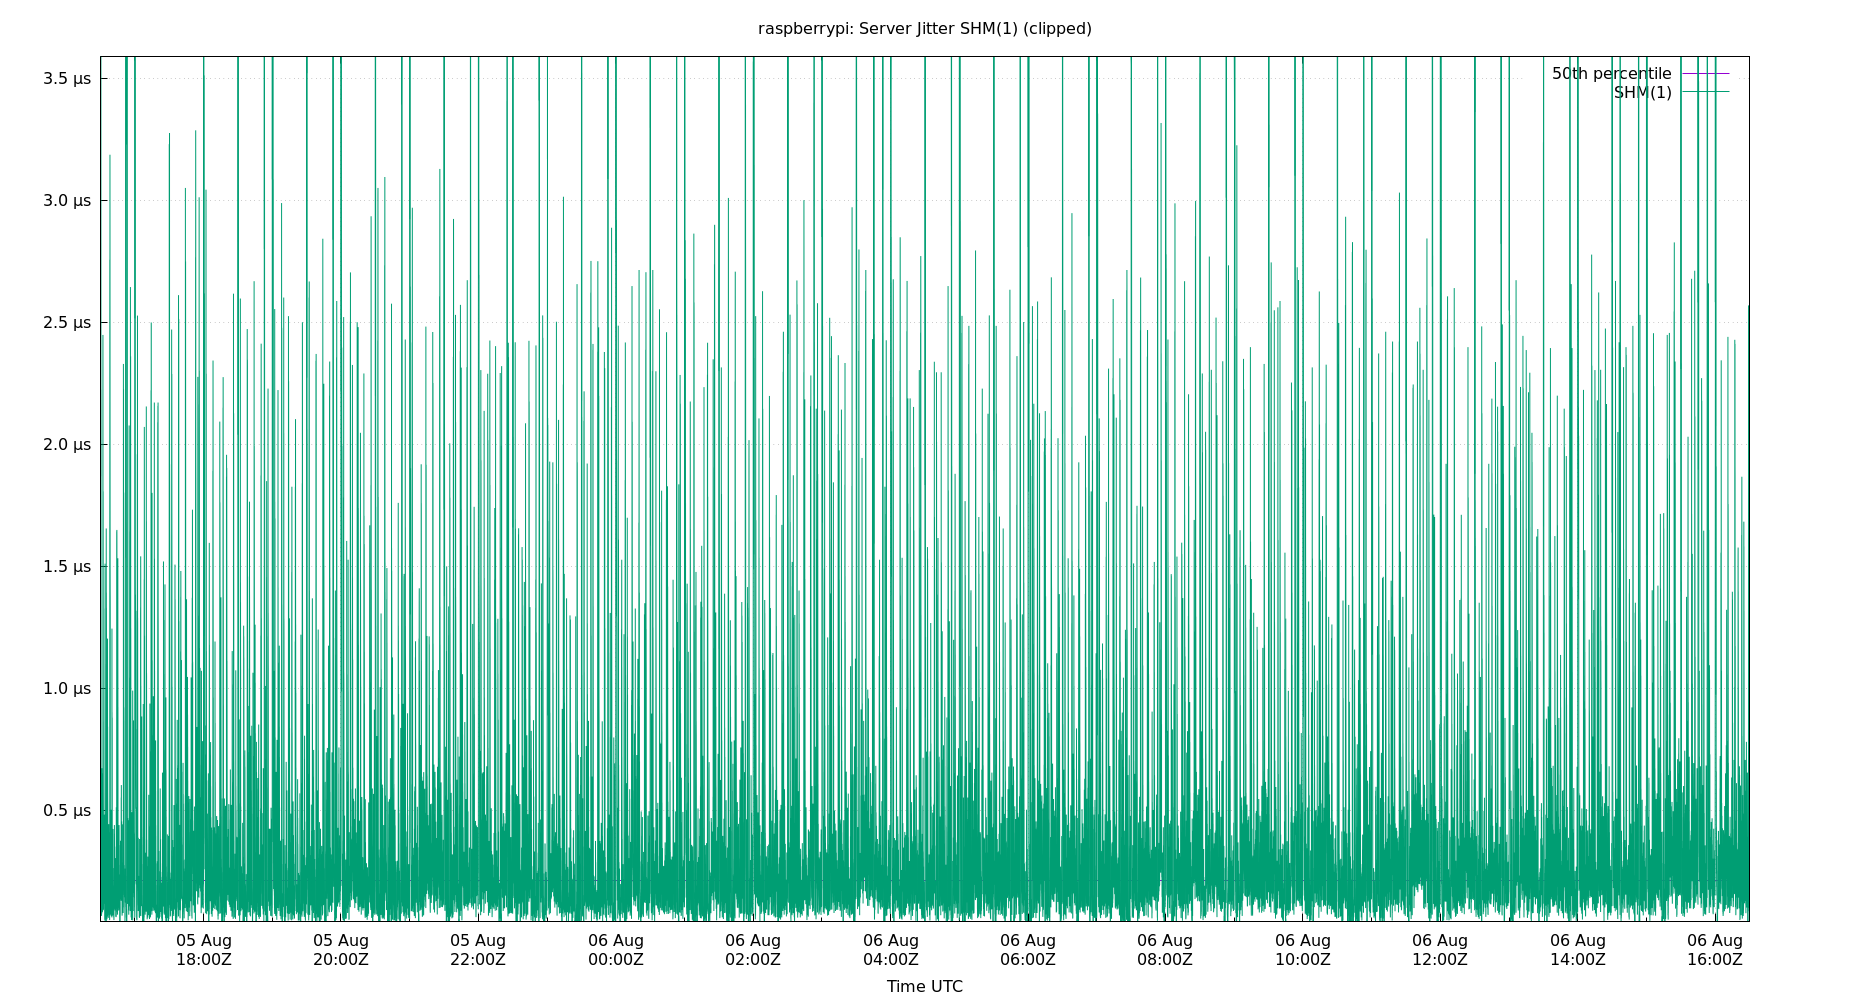 raspberrypi: Server Jitter SHM(1) (clipped)
3.5 µs
3.0 µs
2.5 µs
2.0 µs
1.5 µs
1.0 µs
0.5 µs
50th percentile
SHM(1)
05 Aug 05 Aug 05 Aug 06 Aug 06 Aug 06 Aug 06 Aug 06 Aug 06 Aug 06 Aug 06 Aug 06 Aug
18:00Z 20:00Z 22:00Z 00:00Z 02:00Z 04:00Z 06:00Z 08:00Z 10:00Z 12:00Z 14:00Z 16:00Z
Time UTC